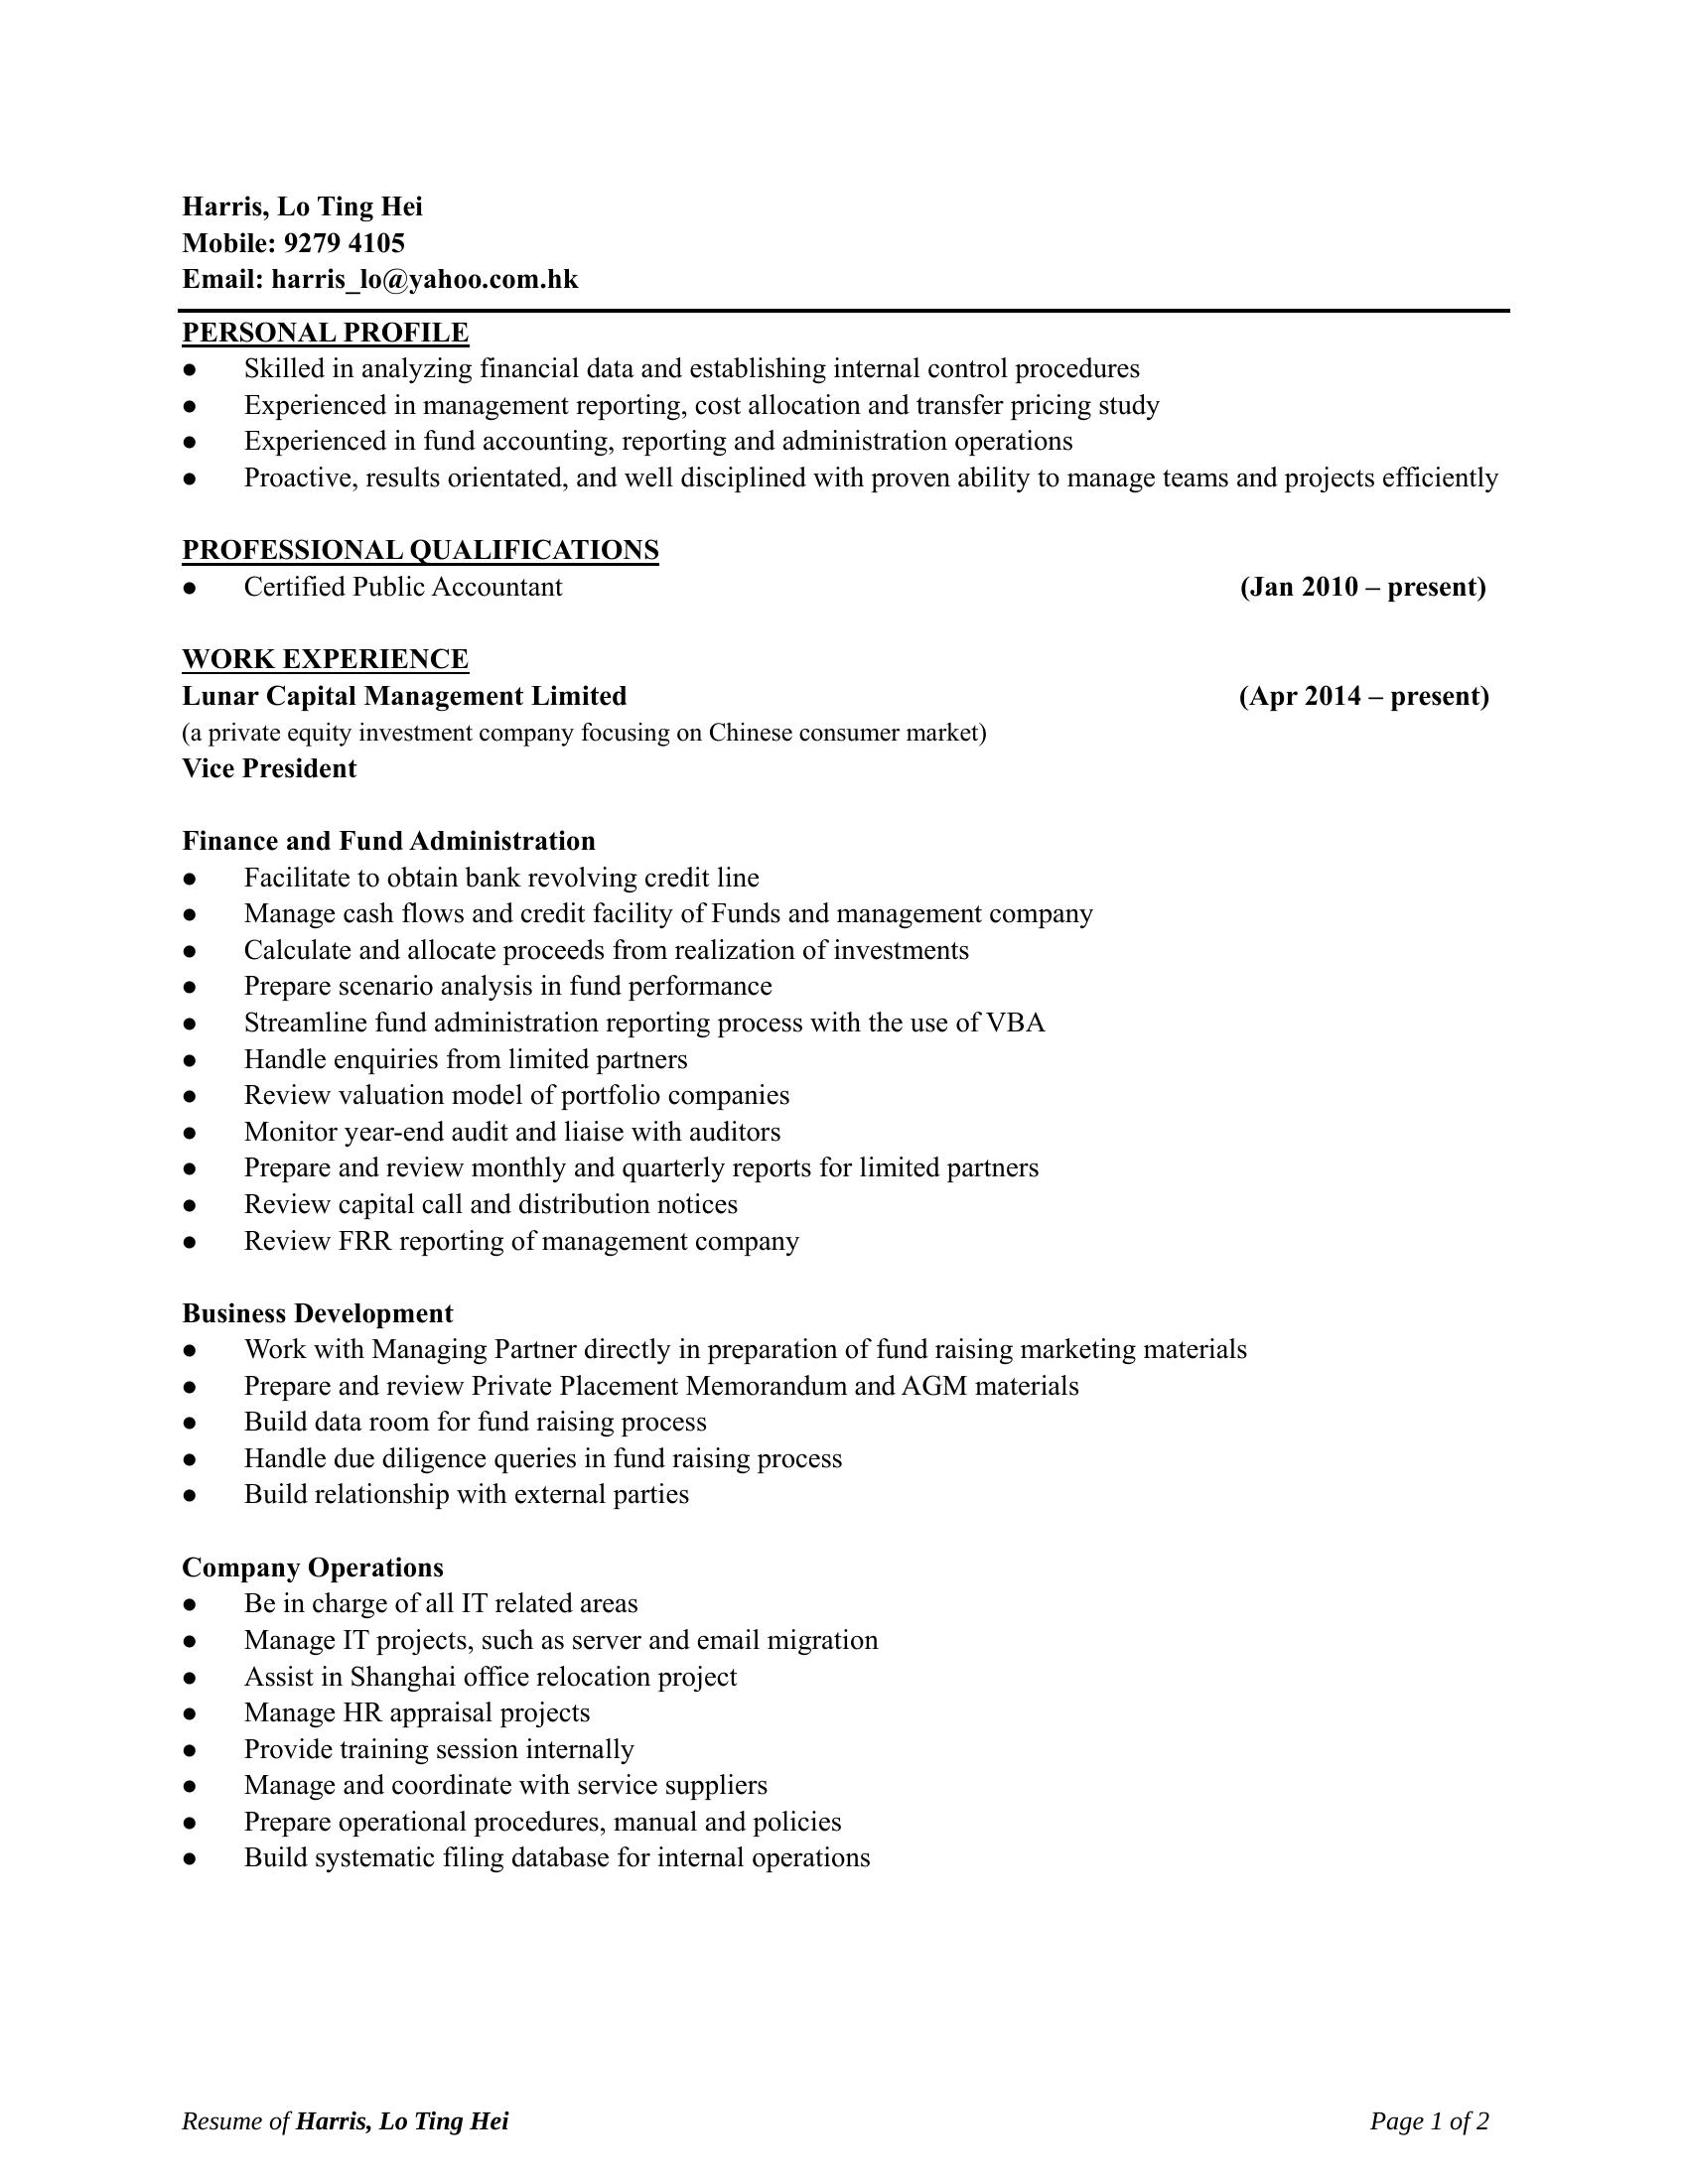 Harris, Lo Ting Hei
Mobile: 9279 4105
Email: harris_lo@yahoo.com.hk
PERSONAL PROFILE
● Skilled in analyzing financial data and establishing internal control procedures
● Experienced in management reporting, cost allocation and transfer pricing study
● Experienced in fund accounting, reporting and administration operations
● Proactive, results orientated, and well disciplined with proven ability to manage teams and projects efficiently
PROFESSIONAL QUALIFICATIONS
● Certified Public Accountant (Jan 2010 – present)
WORK EXPERIENCE
Lunar Capital Management Limited (Apr 2014 – present)
(a private equity investment company focusing on Chinese consumer market)
Vice President
Finance and Fund Administration
● Facilitate to obtain bank revolving credit line
● Manage cash flows and credit facility of Funds and management company
● Calculate and allocate proceeds from realization of investments
● Prepare scenario analysis in fund performance
● Streamline fund administration reporting process with the use of VBA
● Handle enquiries from limited partners
● Review valuation model of portfolio companies
● Monitor year-end audit and liaise with auditors
● Prepare and review monthly and quarterly reports for limited partners
● Review capital call and distribution notices
● Review FRR reporting of management company
Business Development
● Work with Managing Partner directly in preparation of fund raising marketing materials
● Prepare and review Private Placement Memorandum and AGM materials
● Build data room for fund raising process
● Handle due diligence queries in fund raising process
● Build relationship with external parties
Company Operations
● Be in charge of all IT related areas
● Manage IT projects, such as server and email migration
● Assist in Shanghai office relocation project
● Manage HR appraisal projects
● Provide training session internally
● Manage and coordinate with service suppliers
● Prepare operational procedures, manual and policies
● Build systematic filing database for internal operations
Resume of Harris, Lo Ting Hei Page 1 of 2